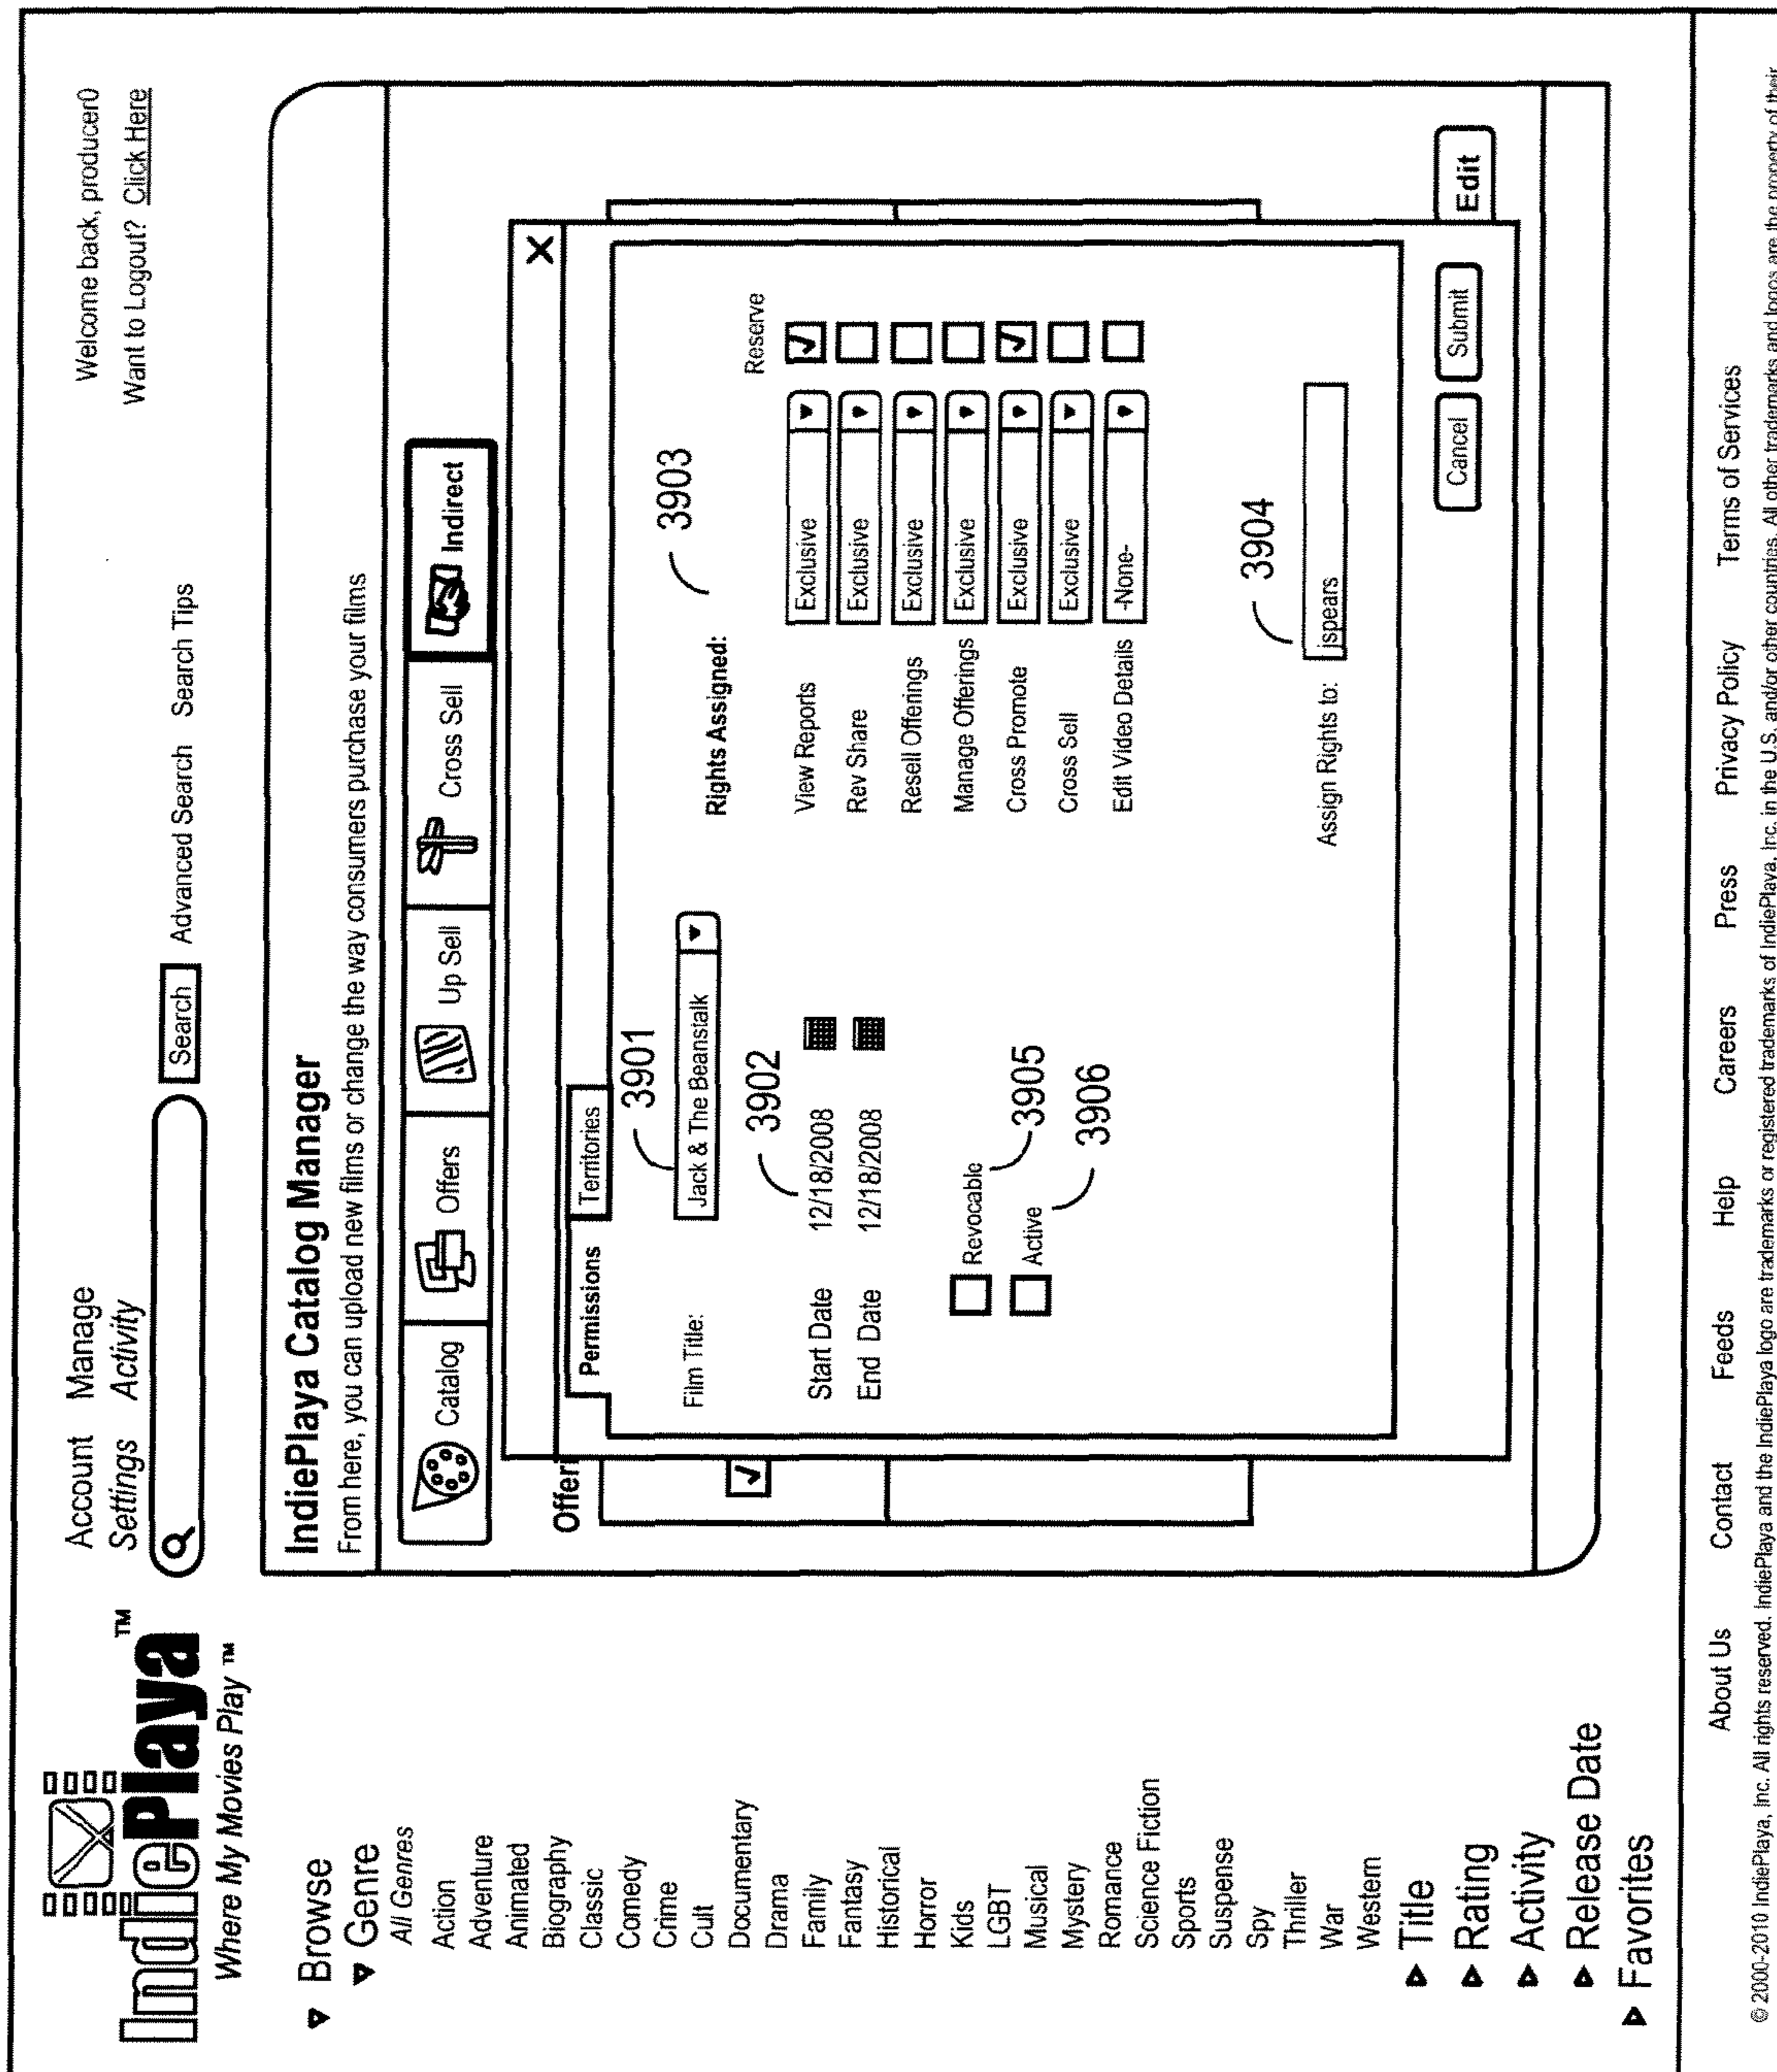 IndiePlaya™
Where My Movies Play ™
Account Manage
Settings Activity
Search Advanced Search Search Tips
Welcome back, producer0
Want to Logout? Click Here
▼ Browse
▼ Genre
All Genres
Action
Adventure
Animated
Biography
Classic
Comedy
Crime
Cult
Documentary
Drama
Family
Fantasy
Historical
Horror
Kids
LGBT
Musical
Mystery
Romance
Science Fiction
Sports
Suspense
Spy
Thriller
War
Western
▶ Title
▶ Rating
▶ Activity
▶ Release Date
▶ Favorites
IndiePlaya Catalog Manager
From here, you can upload new films or change the way consumers purchase your films
Catalog Offers Up Sell Cross Sell Indirect
X
Offeri
Permissions Territories
3901
Film Title: Jack & The Beanstalk
3902
Start Date 12/18/2008
End Date 12/18/2008
Revocable 3905
Active 3906
3903
Rights Assigned: Reserve
View Reports Exclusive
Rev Share Exclusive
Resell Offerings Exclusive
Manage Offerings Exclusive
Cross Promote Exclusive
Cross Sell Exclusive
Edit Video Details -None-
3904
Assign Rights to: jspears
Cancel Submit Edit
About Us Contact Feeds Help Careers Press Privacy Policy Terms of Services
© 2000-2010 IndiePlaya, Inc. All rights reserved. IndiePlaya and the IndiePlaya logo are trademarks or registered trademarks of IndiePlaya, Inc. in the U.S. and/or other countries. All other trademarks and logos are the property of their